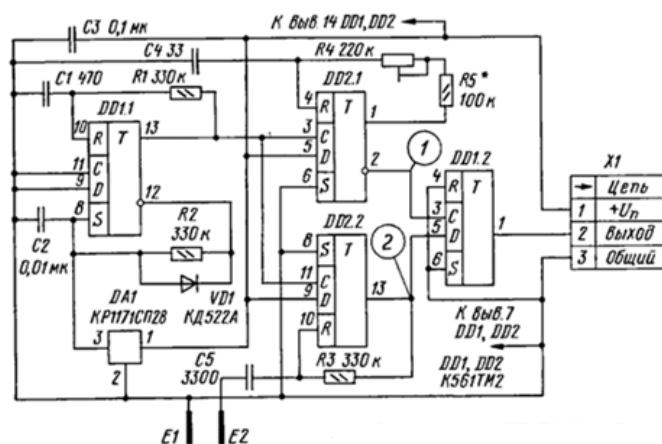 C3 0,1 мк
К выв. 14 DD1, DD2
C4 33
R4 220 к
C1 470
R1 330 к
DD2.1
R5*
100 к
DD1.1
4 R T 1
3 C
5 D
6 S 2
10 R T 13
11 C
9 D
8 S 12
1
DD1.2
4 R T
3 C
5 D 1
6 S
X1
Цепь
1 +Uп
2 Выход
3 Общий
C2
0,01 мк
R2
330 к
VD1
КД522А
DD2.2
8 S T
11 C 13
9 D
10 R
2
DA1
КР1171СП28
3 1
2
C5
3300
R3 330 к
К выв. 7
DD1, DD2
DD1, DD2
К561ТМ2
E1 E2